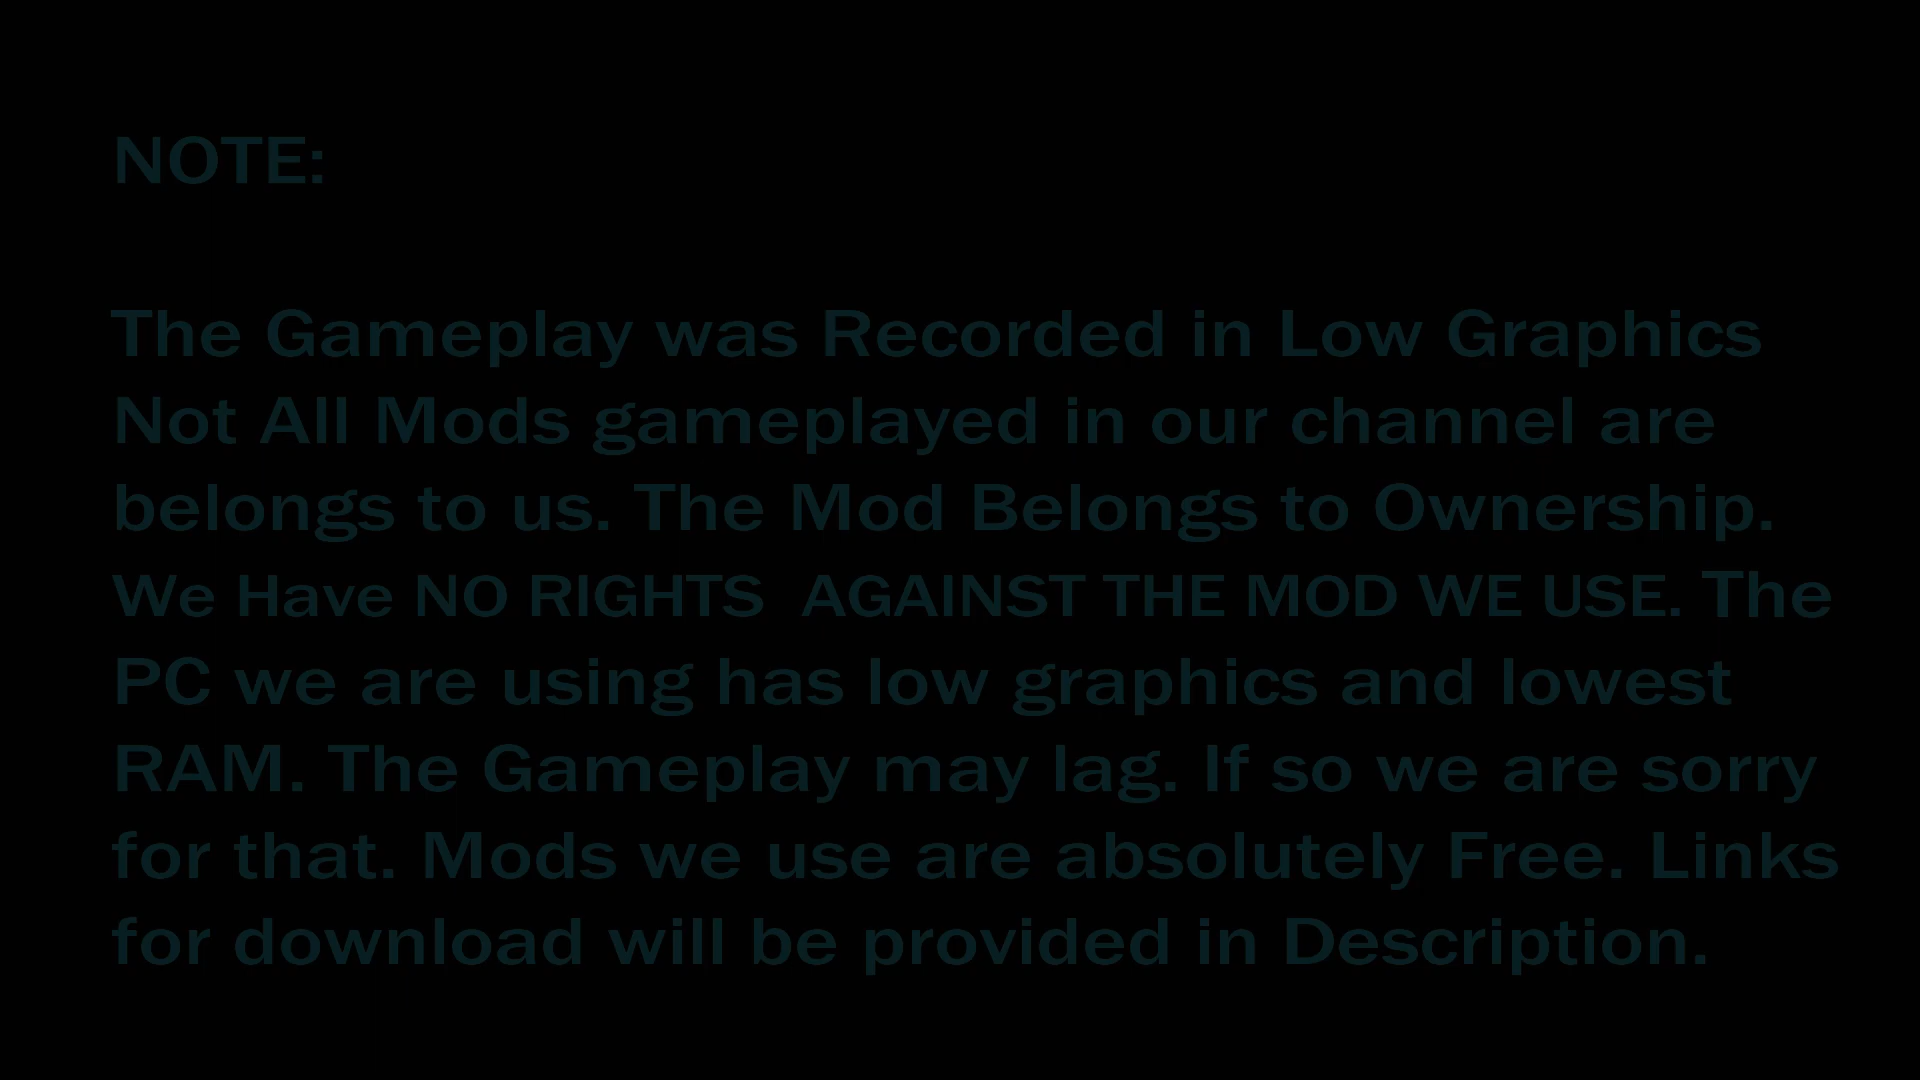 NOTE:
The Gameplay was Recorded in Low Graphics
Not All Mods gameplayed in our channel are
belongs to us. The Mod Belongs to Ownership.
We Have NO RIGHTS  AGAINST THE MOD WE USE. The
PC we are using has low graphics and lowest
RAM. The Gameplay may lag. If so we are sorry
for that. Mods we use are absolutely Free. Links
for download will be provided in Description.